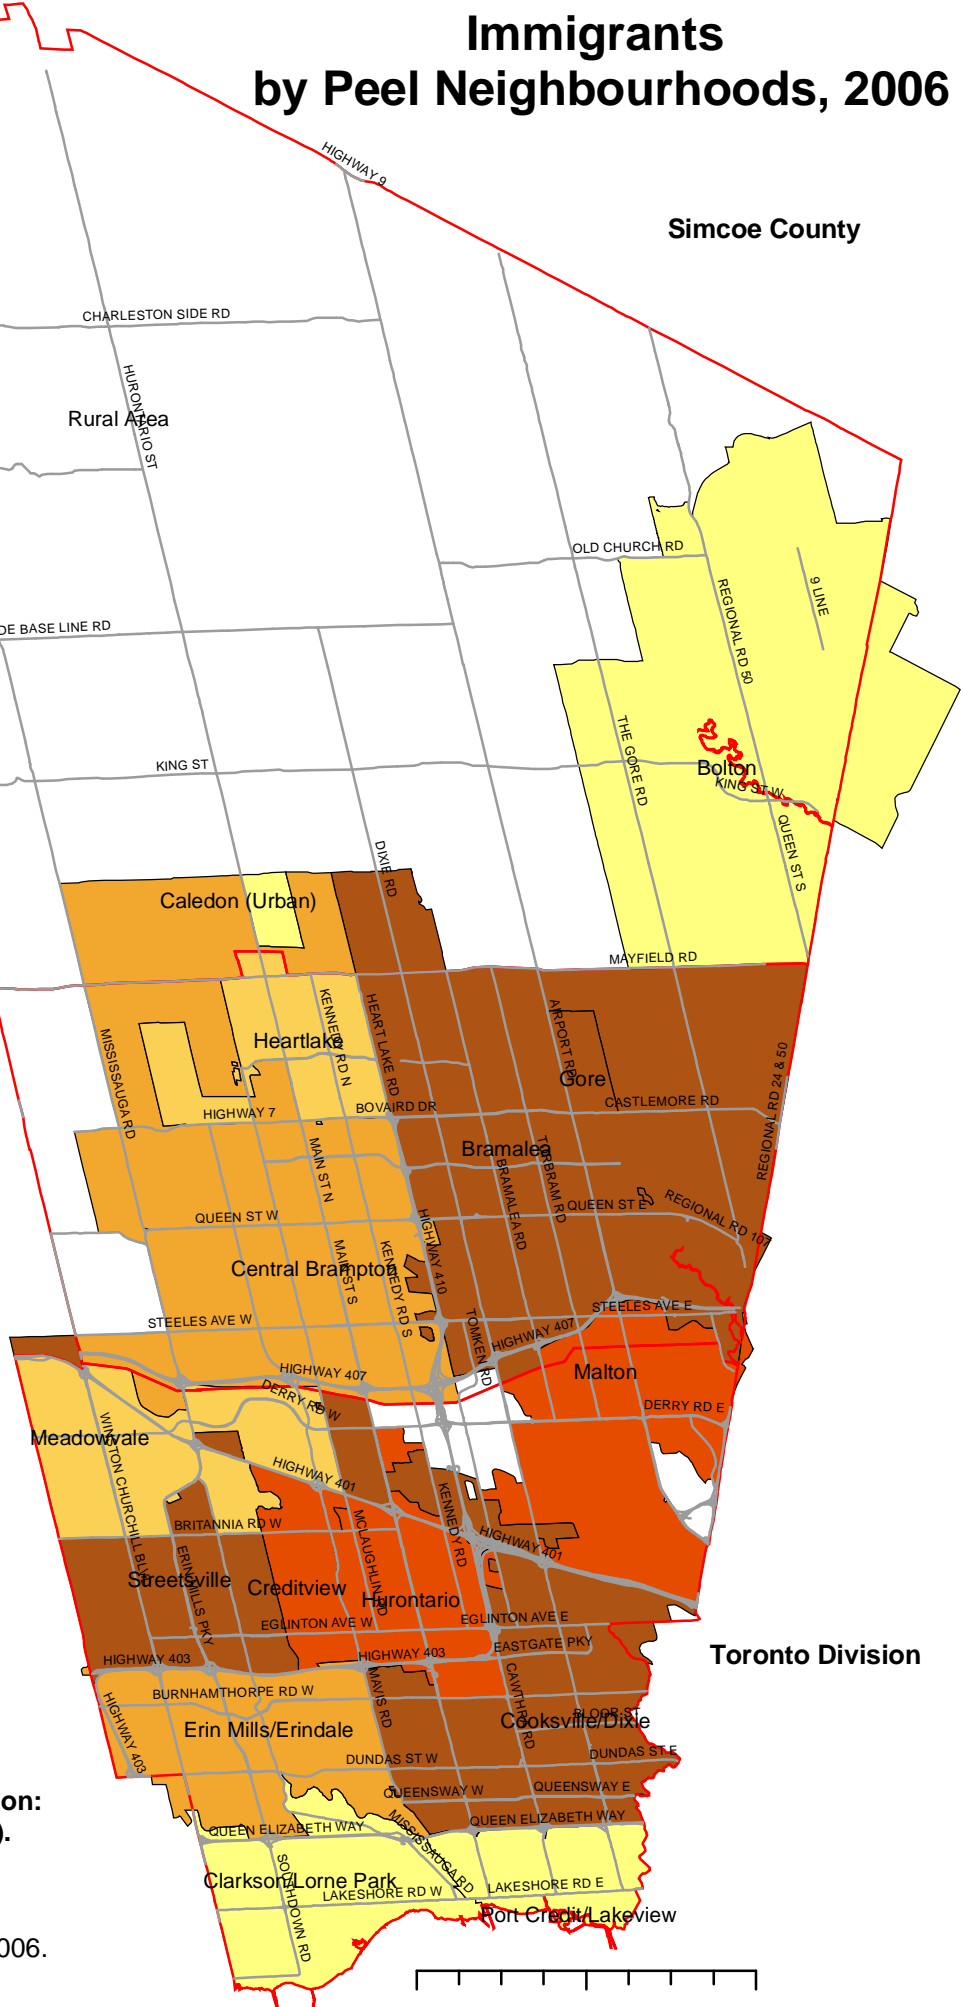 Immigrants
by Peel Neighbourhoods, 2006
HIGHWAY 9
Simcoe County
CHARLESTON SIDE RD
HURONTARIO ST
Rural Area
OLD CHURCH RD
REGIONAL RD 50
9 LINE
DE BASE LINE RD
THE GORE RD
KING ST
Bolton
KING ST W
QUEEN ST S
DIXIE RD
Caledon (Urban)
MAYFIELD RD
MISSISSAUGA RD
KENNEDY RD N
HEART LAKE RD
AIRPORT RD
Heartlake
Gore
REGIONAL RD 24 & 50
HIGHWAY 7
BOVAIRD DR
CASTLEMORE RD
MAIN ST N
Bramalea
BRAMALEA RD
TORBRAM RD
QUEEN ST W
QUEEN ST E
REGIONAL RD 107
HIGHWAY 410
MAIN ST S
KENNEDY RD S
Central Brampton
STEELES AVE W
STEELES AVE E
TOMKEN RD
HIGHWAY 407
HIGHWAY 407
Malton
DERRY RD W
DERRY RD E
Meadowvale
WINSTON CHURCHILL BLV
HIGHWAY 401
KENNEDY RD
MCLAUGHLIN RD
BRITANNIA RD W
HIGHWAY 401
ERIN MILLS PKY
Streetsville
Creditview
Hurontario
EGLINTON AVE W
EGLINTON AVE E
EASTGATE PKY
HIGHWAY 403
HIGHWAY 403
Toronto Division
BURNHAMTHORPE RD W
MAVIS RD
CAWTHRA RD
HIGHWAY 403
Erin Mills/Erindale
Cooksville/Dixie
BLOOR ST
DUNDAS ST W
DUNDAS ST E
QUEENSWAY W
QUEENSWAY E
on:
).
MISSISSAUGA RD
QUEEN ELIZABETH WAY
QUEEN ELIZABETH WAY
SOUTHDOWN RD
Clarkson/Lorne Park
LAKESHORE RD W
LAKESHORE RD E
Port Credit/Lakeview
006.